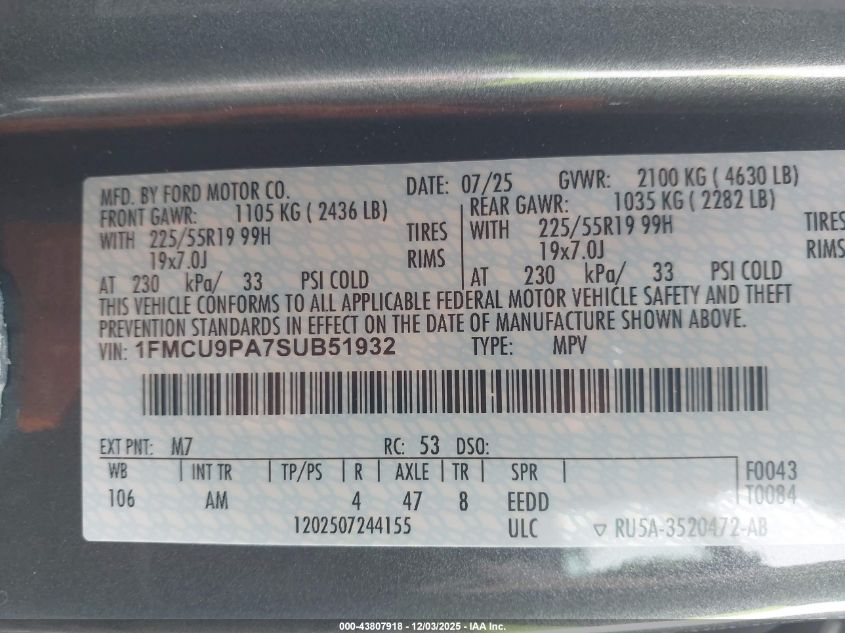 MFD. BY FORD MOTOR CO. DATE: 07/25 GVWR: 2100 KG ( 4630 LB)
FRONT GAWR: 1105 KG ( 2436 LB) REAR GAWR: 1035 KG ( 2282 LB)
WITH 225/55R19 99H TIRES WITH 225/55R19 99H TIRES
19x7.0J RIMS 19x7.0J RIMS
AT 230 kPa/ 33 PSI COLD AT 230 kPa/ 33 PSI COLD
THIS VEHICLE CONFORMS TO ALL APPLICABLE FEDERAL MOTOR VEHICLE SAFETY AND THEFT
PREVENTION STANDARDS IN EFFECT ON THE DATE OF MANUFACTURE SHOWN ABOVE.
VIN: 1FMCU9PA7SUB51932 TYPE: MPV
EXT PNT: M7 RC: 53 DSO:
WB INT TR TP/PS R AXLE TR SPR F0043
106 AM 4 47 8 EEDD T0084
1202507244155 ULC RU5A-3520472-AB
000-43807918 - 12/03/2025 - IAA Inc.